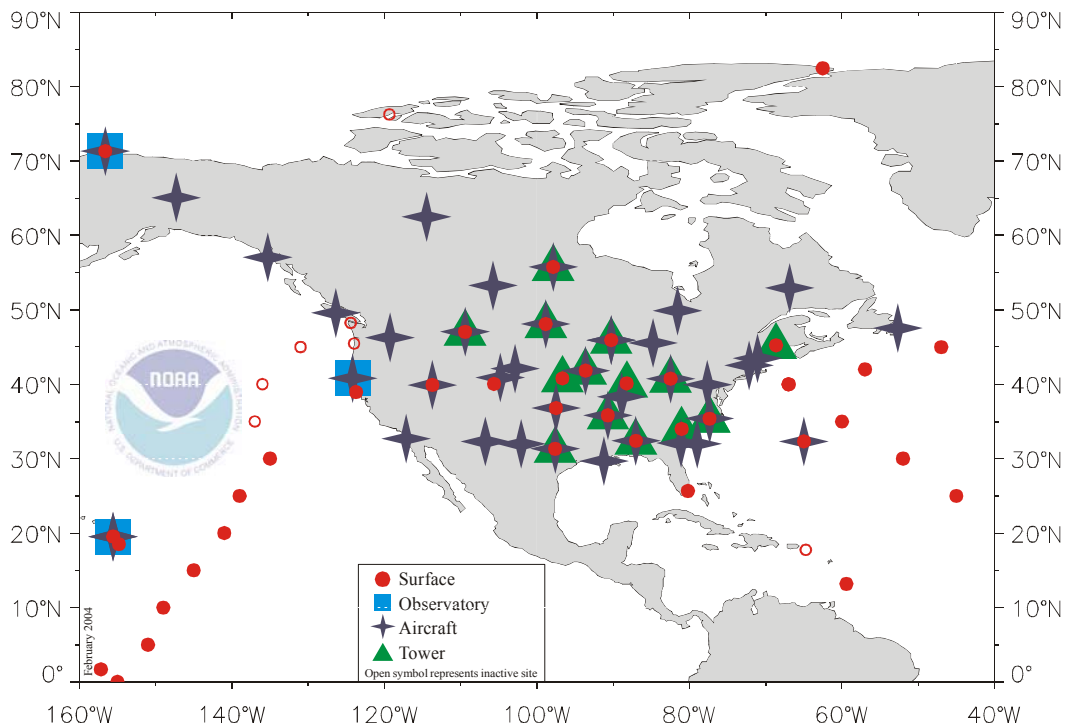 90°N
90°N
80°N
80°N
70°N
70°N
60°N
60°N
50°N
50°N
40°N
40°N
30°N
30°N
20°N
20°N
10°N
10°N
0°
0°
NATIONAL OCEANIC AND ATMOSPHERIC ADMINISTRATION
NOAA
U.S. DEPARTMENT OF COMMERCE
Surface
Observatory
Aircraft
Tower
Open symbol represents inactive site
February 2004
160°W
140°W
120°W
100°W
80°W
60°W
40°W